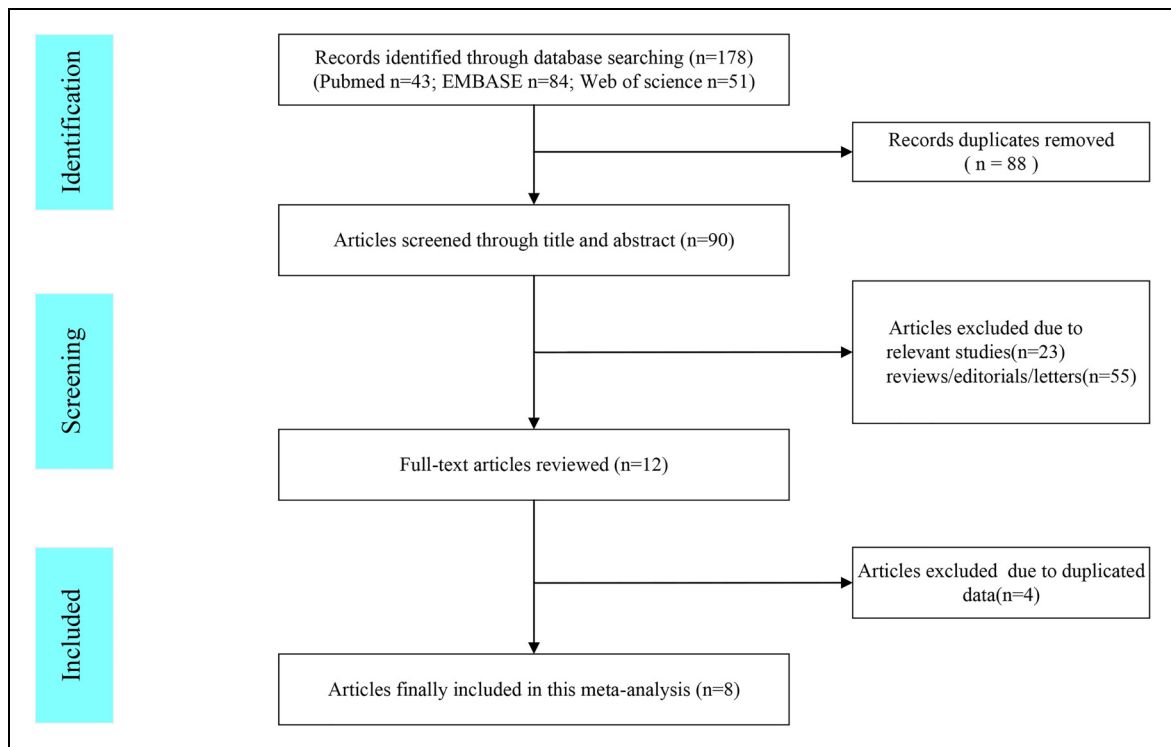 Identification
Records identified through database searching (n=178)
(Pubmed n=43; EMBASE n=84; Web of science n=51)
Records duplicates removed
( n = 88 )
Articles screened through title and abstract (n=90)
Screening
Articles excluded due to
relevant studies(n=23)
reviews/editorials/letters(n=55)
Full-text articles reviewed (n=12)
Included
Articles excluded due to duplicated
data(n=4)
Articles finally included in this meta-analysis (n=8)